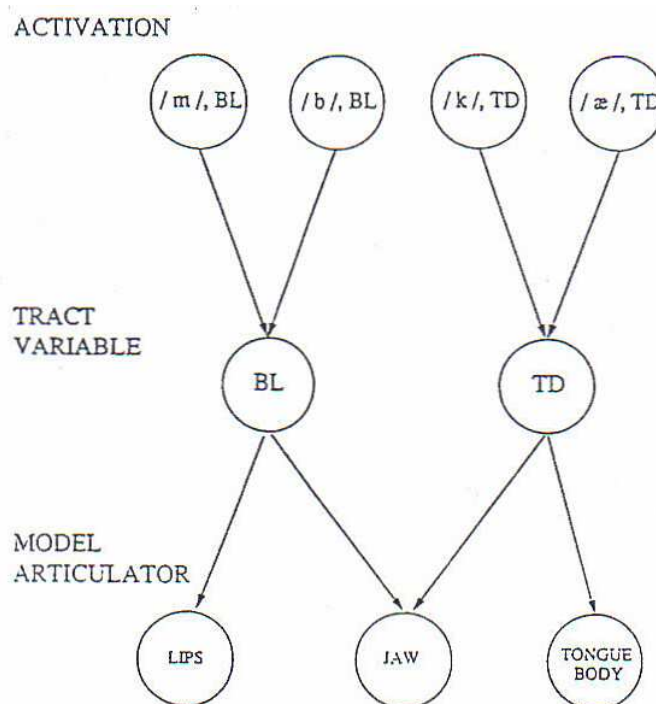 ACTIVATION
/m/, BL
/b/, BL
/k/, TD
/æ/, TD
TRACT
VARIABLE
BL
TD
MODEL
ARTICULATOR
LIPS
JAW
TONGUE
BODY